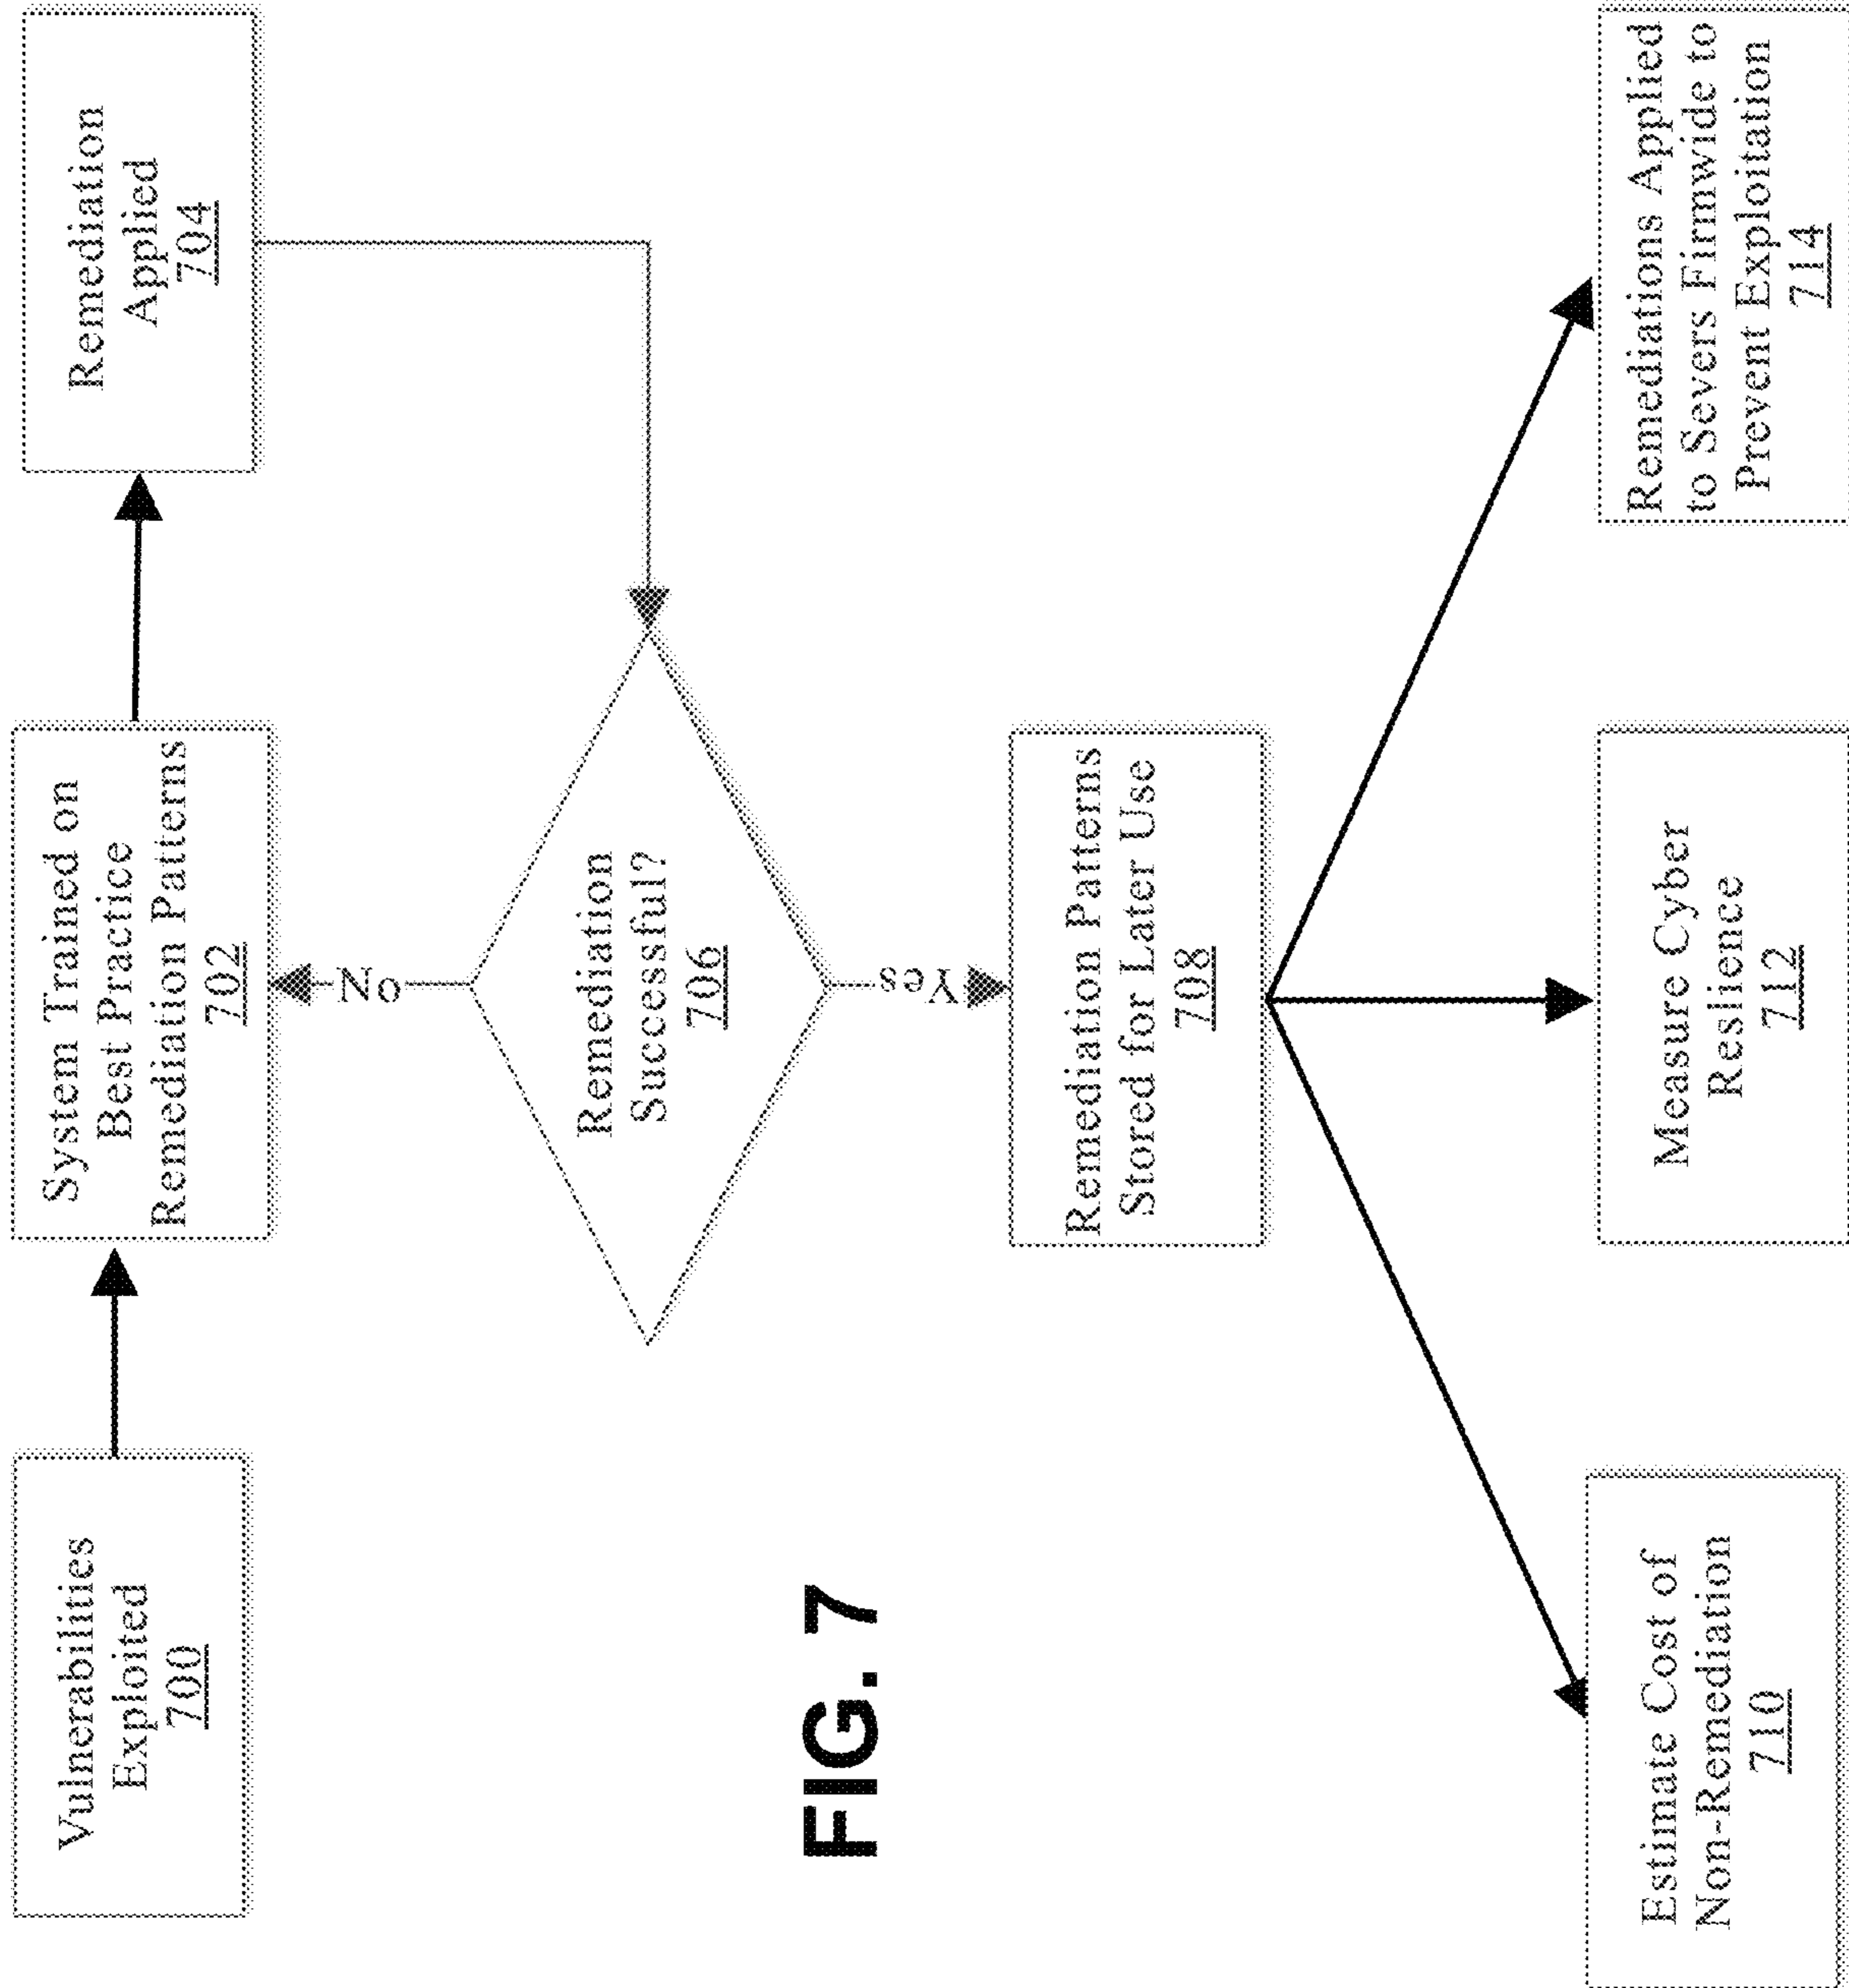 Vulnerabilities
Exploited
700
System Trained on
Best Practice
Remediation Patterns
702
Remediation
Applied
704
No
Remediation
Successful?
706
Yes
FIG. 7
Remediation Patterns
Stored for Later Use
708
Estimate Cost of
Non-Remediation
710
Measure Cyber
Reslience
712
Remediations Applied
to Severs Firmwide to
Prevent Exploitation
714